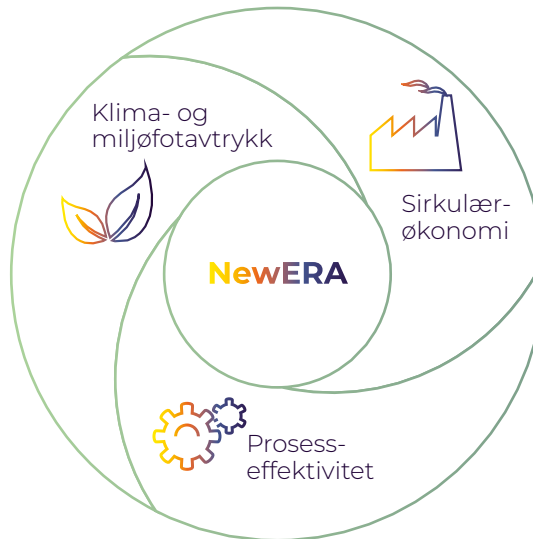 Klima- og
miljøfotavtrykk
Sirkulær-
økonomi
NewERA
Prosess-
effektivitet